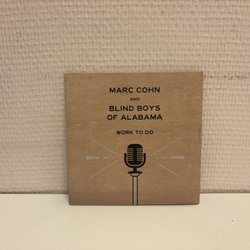 MARC COHN
AND
BLIND BOYS
OF ALABAMA
WORK TO DO